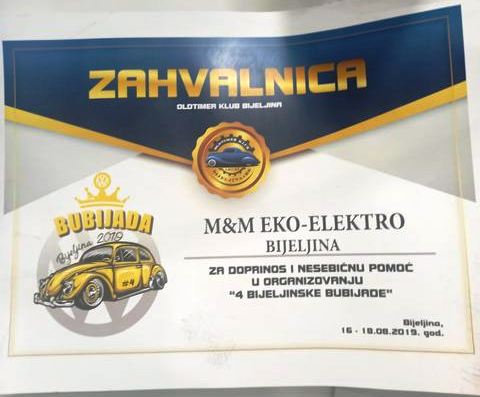 ZAHVALNICA
OLDTIMER KLUB BIJELJINA
BUBIJADA
Bijeljina 2019
#4
M&M EKO-ELEKTRO
BIJELJINA
ZA DOPRINOS I NESEBIČNU POMOĆ
U ORGANIZOVANJU
"4 BIJELJINSKE BUBIJADE"
Bijeljina,
16 - 18.08.2019. god.